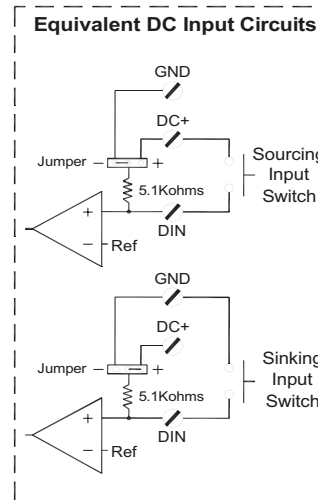 Equivalent DC Input Circuits
GND
DC+
Jumper - +
Sourcing
Input
Switch
5.1Kohms
+
DIN
- Ref
GND
DC+
Jumper - +
Sinking
Input
Switch
5.1Kohms
+
DIN
- Ref